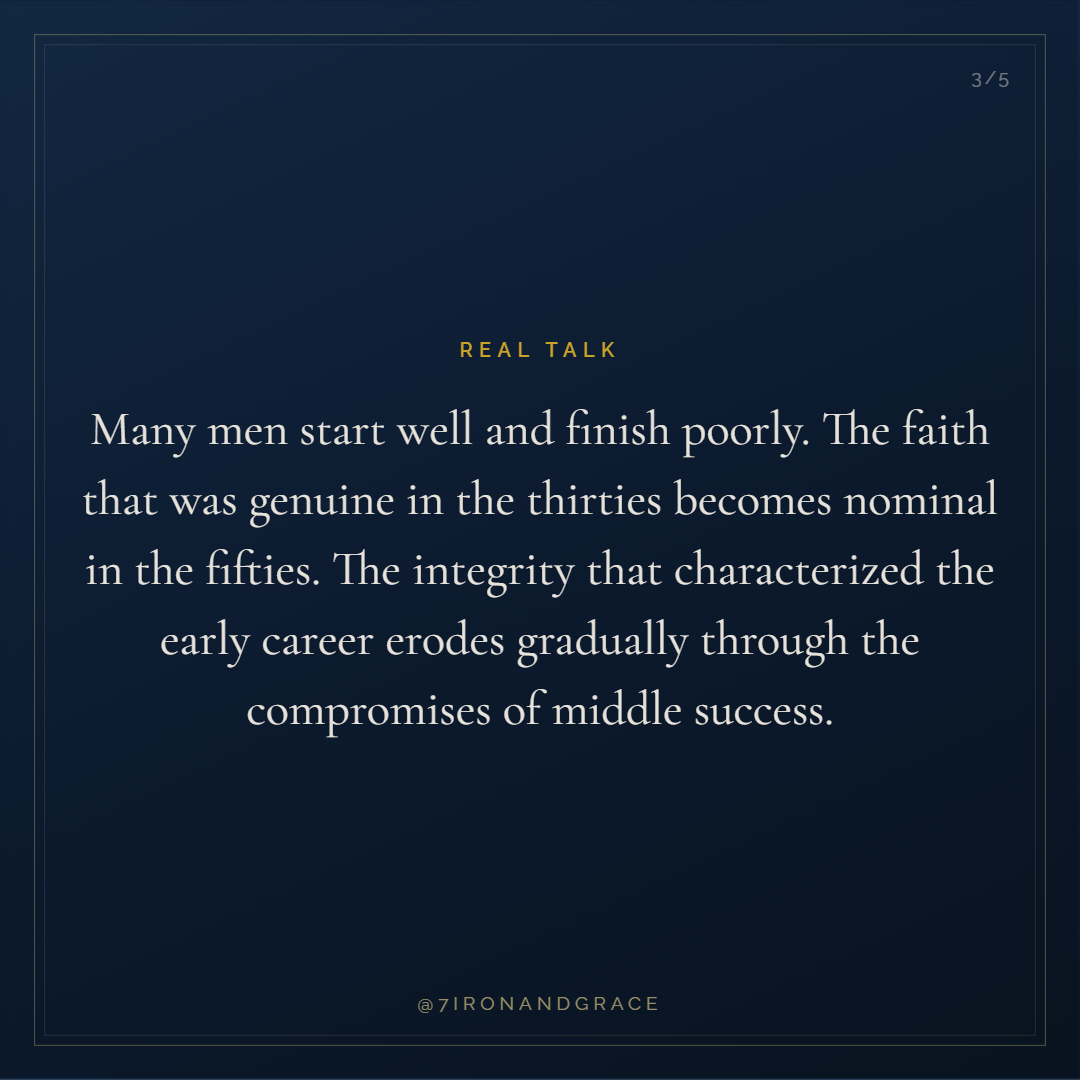 3/5
REAL TALK
Many men start well and finish poorly. The faith
that was genuine in the thirties becomes nominal
in the fifties. The integrity that characterized the
early career erodes gradually through the
compromises of middle success.
@7IRONANDGRACE